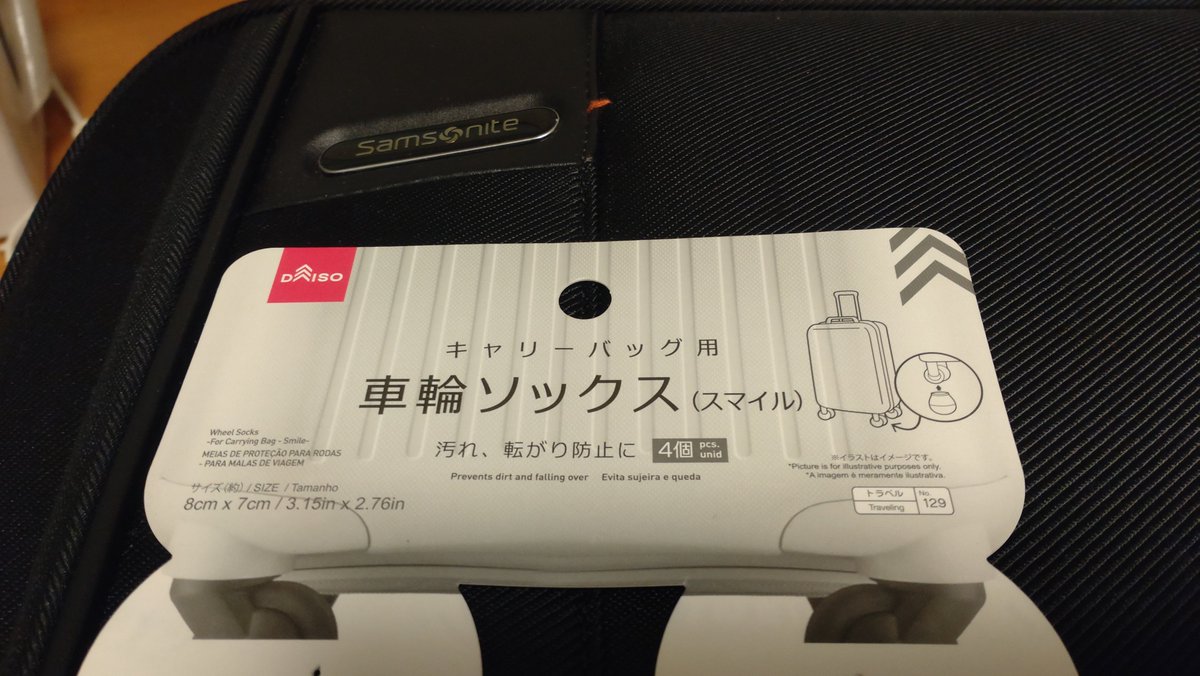 Samsonite
DAISO
キャリーバッグ用
車輪ソックス(スマイル)
Wheel Socks
-For Carrying Bag - Smile-
MEIAS DE PROTEÇÃO PARA RODAS
- PARA MALAS DE VIAGEM
汚れ、転がり防止に 4個 pcs. unid
Prevents dirt and falling over Evita sujeira e queda
サイズ(約) / SIZE / Tamanho
8cm x 7cm / 3.15in x 2.76in
※イラストはイメージです。
*Picture is for illustrative purposes only.
*A imagem é meramente ilustrativa.
トラベル No.
Traveling 129